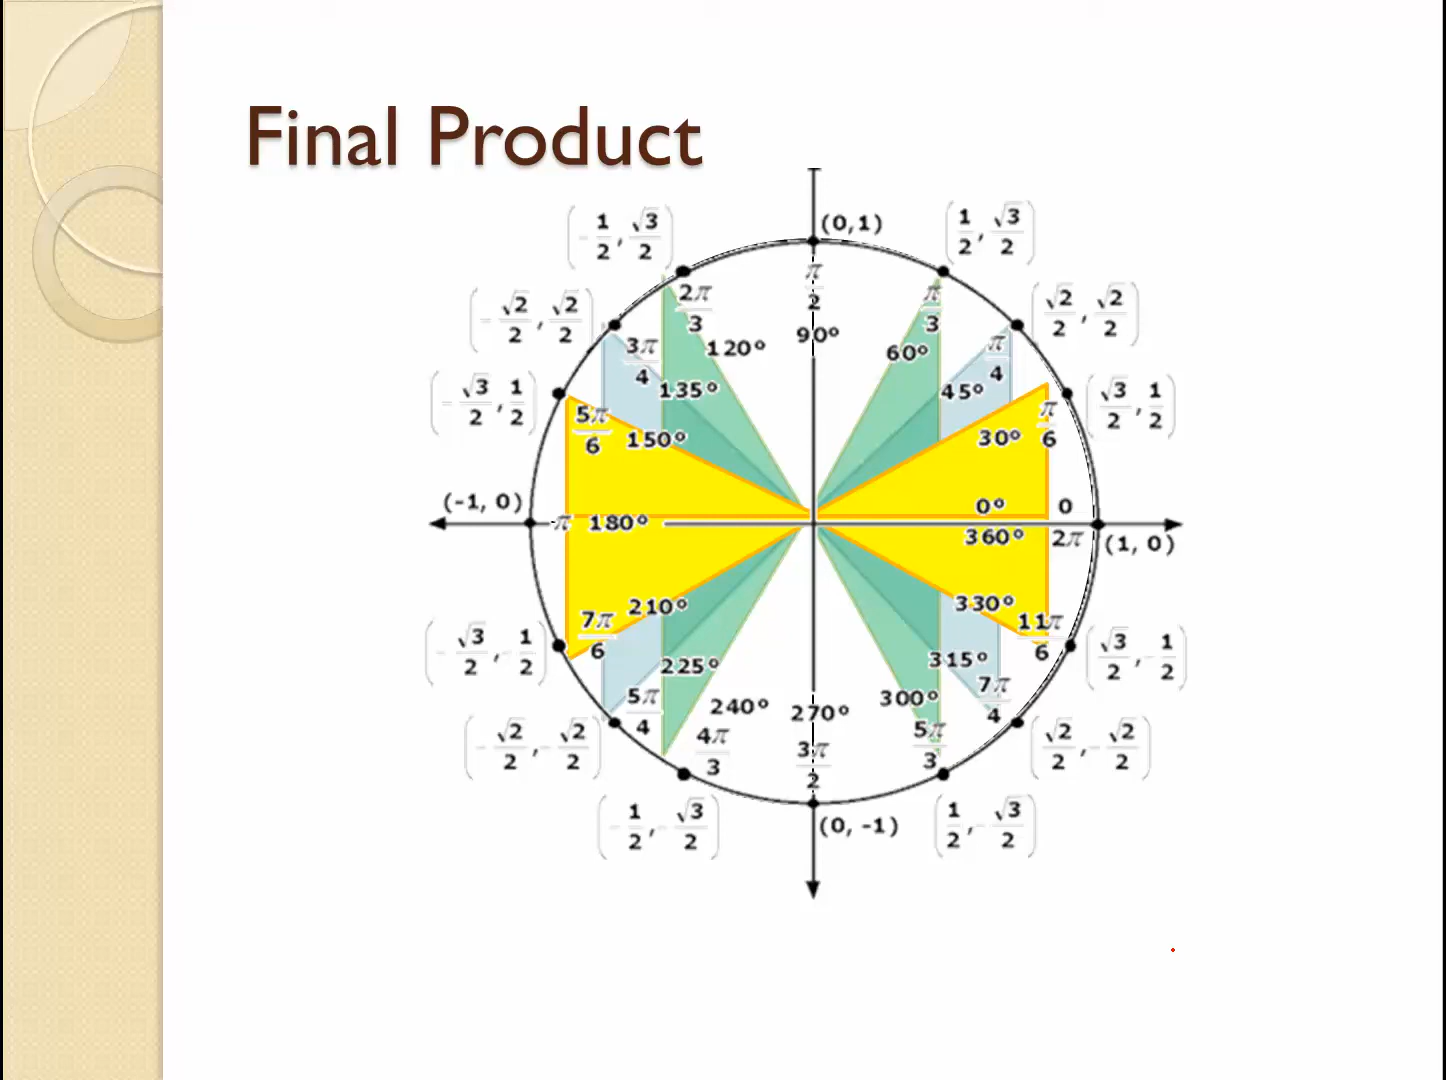 Final Product
(0,1)
(-1/2, √3/2)
(1/2, √3/2)
(-√2/2, √2/2)
(√2/2, √2/2)
(-√3/2, 1/2)
(√3/2, 1/2)
π/2
90°
2π/3
120°
π/3
60°
3π/4
135°
π/4
45°
5π/6
150°
π/6
30°
(-1, 0)
π
180°
0°
0
360°
2π
(1, 0)
7π/6
210°
330°
11π/6
5π/4
225°
315°
7π/4
4π/3
240°
270°
3π/2
300°
5π/3
(-√3/2, -1/2)
(√3/2, -1/2)
(-√2/2, -√2/2)
(√2/2, -√2/2)
(-1/2, -√3/2)
(0, -1)
(1/2, -√3/2)